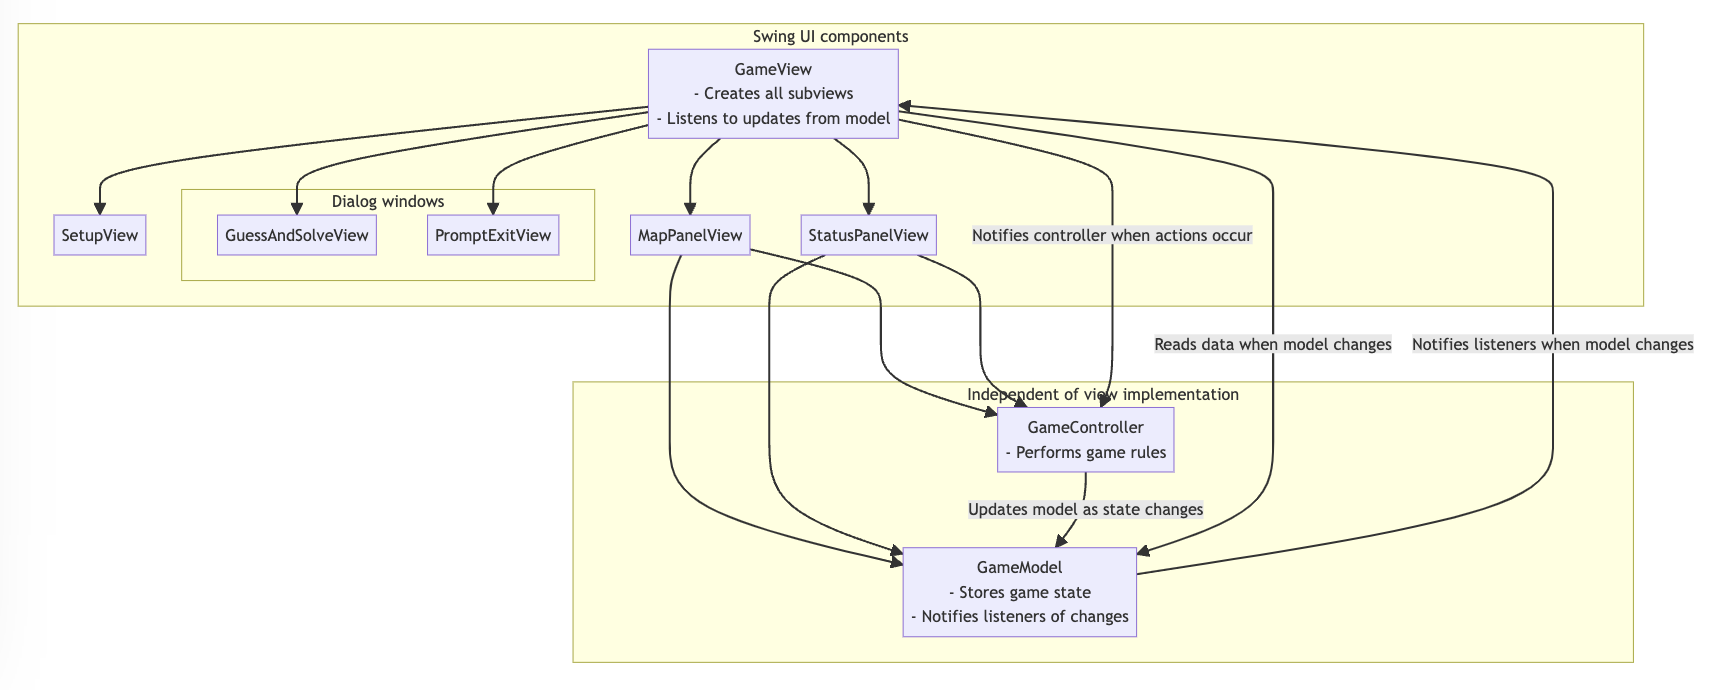 Swing UI components
GameView
- Creates all subviews
- Listens to updates from model
Dialog windows
SetupView
GuessAndSolveView
PromptExitView
MapPanelView
StatusPanelView
Notifies controller when actions occur
Reads data when model changes
Notifies listeners when model changes
Independent of view implementation
GameController
- Performs game rules
Updates model as state changes
GameModel
- Stores game state
- Notifies listeners of changes